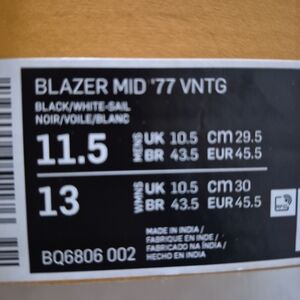 BLAZER MID '77 VNTG
BLACK/WHITE-SAIL
NOIR/VOILE/BLANC
11.5 MENS UK 10.5 CM 29.5
BR 43.5 EUR 45.5
13 WMNS UK 10.5 CM 30
BR 43.5 EUR 45.5
MADE IN INDIA/
FABRIQUE EN INDE/
FABRICADO NA ÍNDIA/
HECHO EN INDIA
BQ6806 002